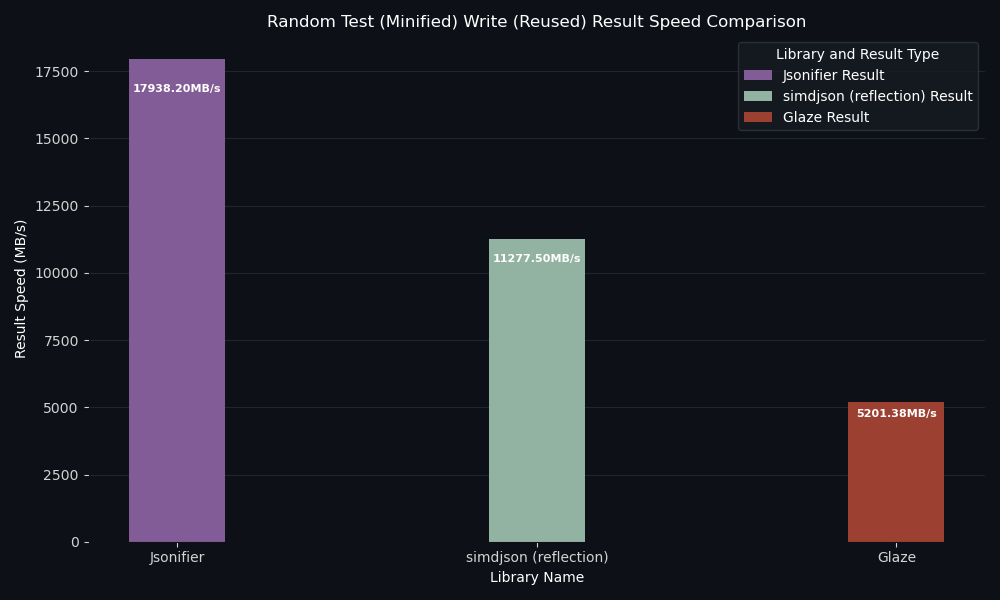 Random Test (Minified) Write (Reused) Result Speed Comparison
Library and Result Type
Jsonifier Result
simdjson (reflection) Result
Glaze Result
Result Speed (MB/s)
17500
15000
12500
10000
7500
5000
2500
0
17938.20MB/s
11277.50MB/s
5201.38MB/s
Jsonifier
simdjson (reflection)
Glaze
Library Name